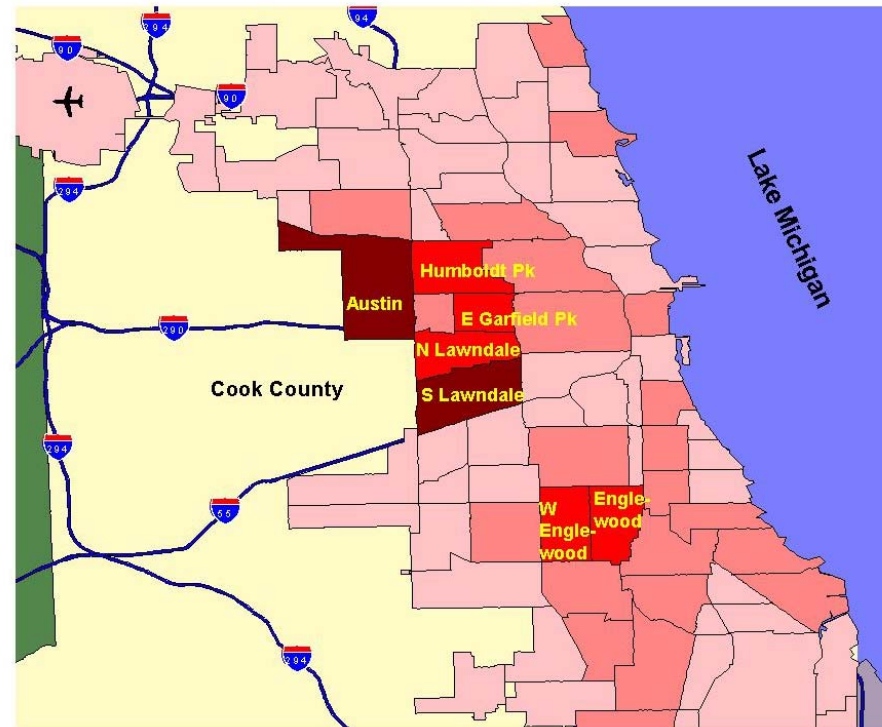 294
94
90
90
294
Lake Michigan
Humboldt Pk
Austin
E Garfield Pk
290
N Lawndale
Cook County
S Lawndale
294
55
W
Engle-
wood
Engle-
wood
294